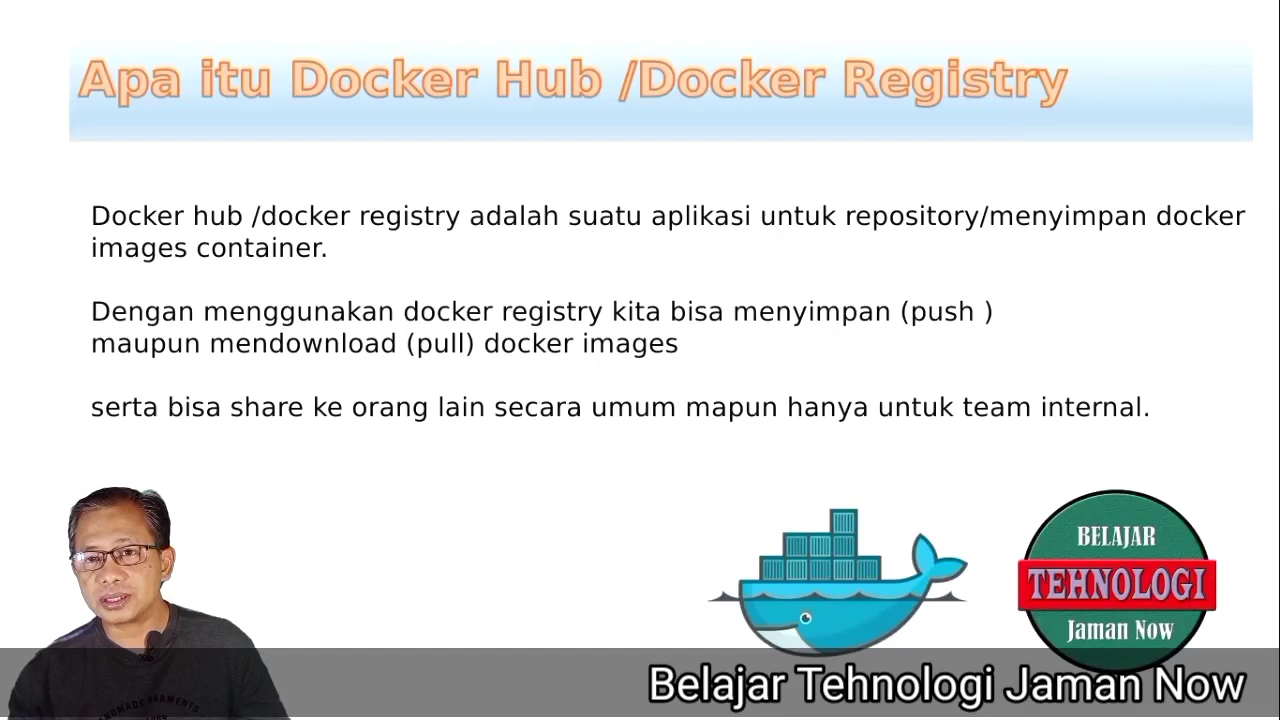 Apa itu Docker Hub /Docker Registry
Docker hub /docker registry adalah suatu aplikasi untuk repository/menyimpan docker
images container.
Dengan menggunakan docker registry kita bisa menyimpan (push )
maupun mendownload (pull) docker images
serta bisa share ke orang lain secara umum mapun hanya untuk team internal.
BELAJAR
TEHNOLOGI
Jaman Now
Belajar Tehnologi Jaman Now